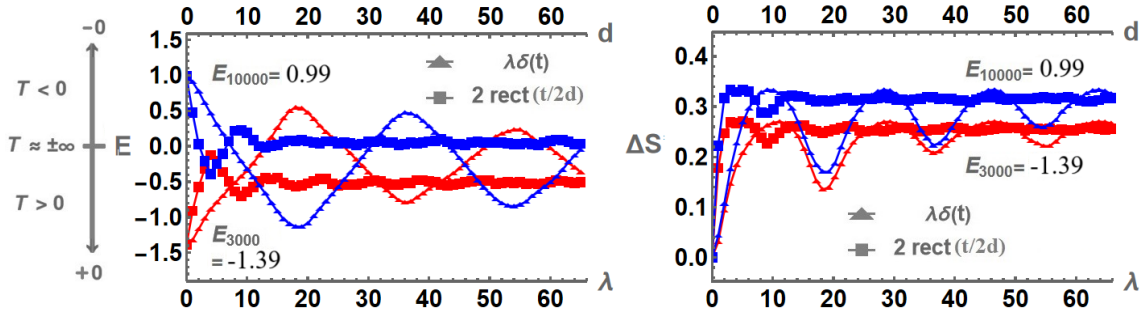 0 10 20 30 40 50 60 d
−0
T < 0
T ≈ ±∞
T > 0
+0
E
1.5
1.0
0.5
0.0
−0.5
−1.0
−1.5
E10000= 0.99
λδ(t)
2 rect (t/2d)
E3000
= -1.39
0 10 20 30 40 50 60 λ
0 10 20 30 40 50 60 d
ΔS
0.4
0.3
0.2
0.1
0.0
E10000= 0.99
E3000= -1.39
λδ(t)
2 rect (t/2d)
0 10 20 30 40 50 60 λ